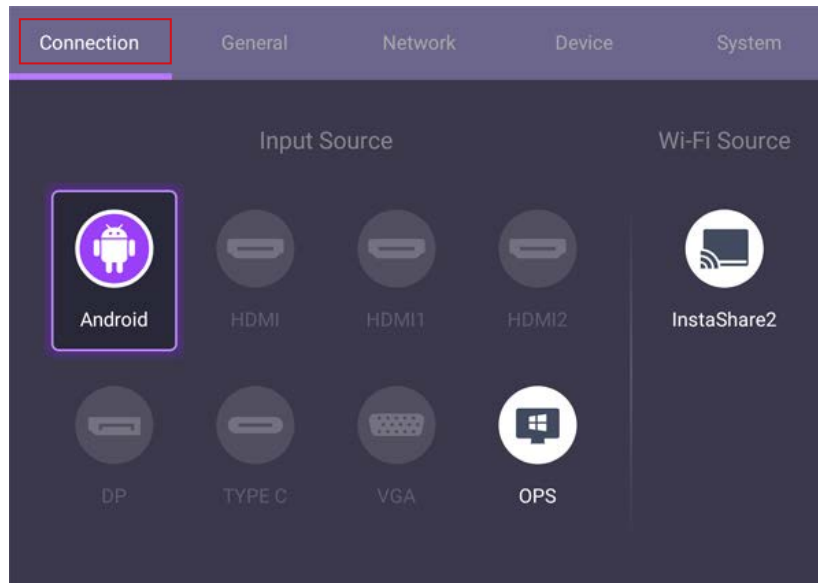 Connection General Network Device System
Input Source Wi-Fi Source
Android HDMI HDMI1 HDMI2 InstaShare2
DP TYPE C VGA OPS